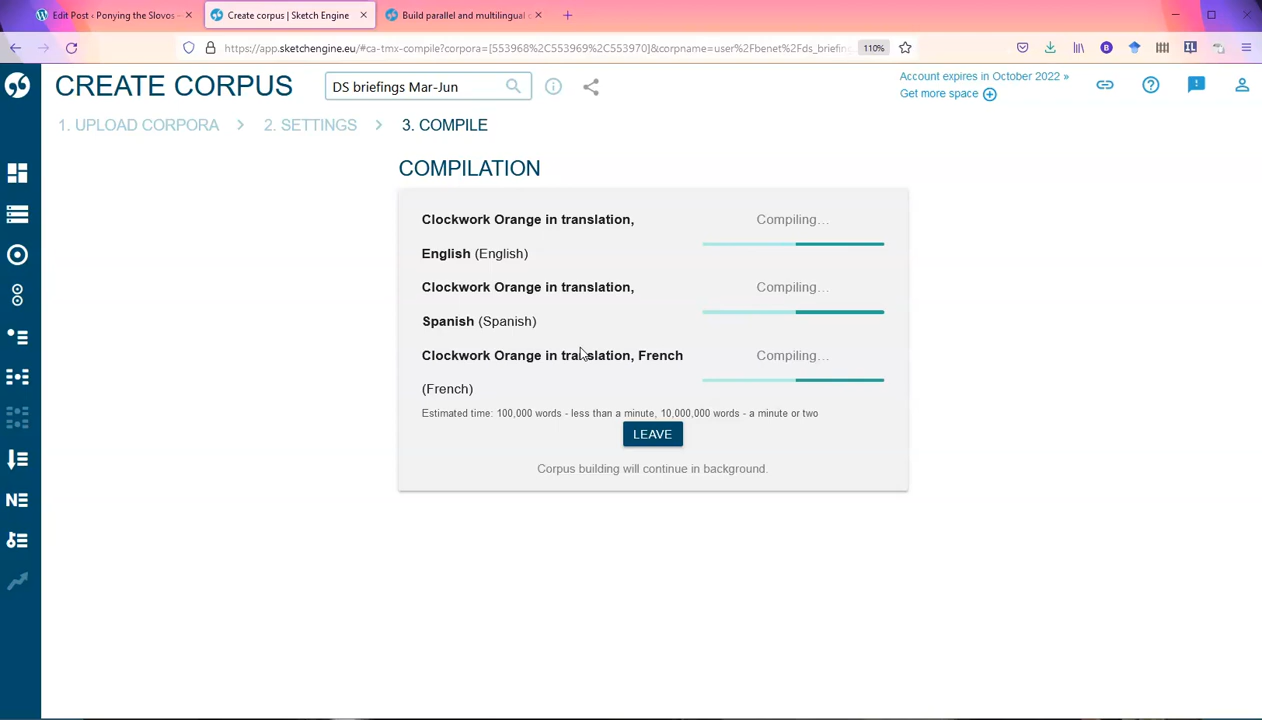 Edit Post ‹ Ponying the Slovos
Create corpus | Sketch Engine
Build parallel and multilingual c
https://app.sketchengine.eu/#ca-tmx-compile?corpora=[553968%2C553969%2C553970]&corpname=user%2Fbenet%2Fds_briefin
110%
CREATE CORPUS
DS briefings Mar-Jun
Account expires in October 2022 »
Get more space
1. UPLOAD CORPORA > 2. SETTINGS > 3. COMPILE
COMPILATION
Clockwork Orange in translation,
English (English)
Compiling…
Clockwork Orange in translation,
Spanish (Spanish)
Compiling…
Clockwork Orange in translation, French
(French)
Compiling…
Estimated time: 100,000 words - less than a minute, 10,000,000 words - a minute or two
LEAVE
Corpus building will continue in background.